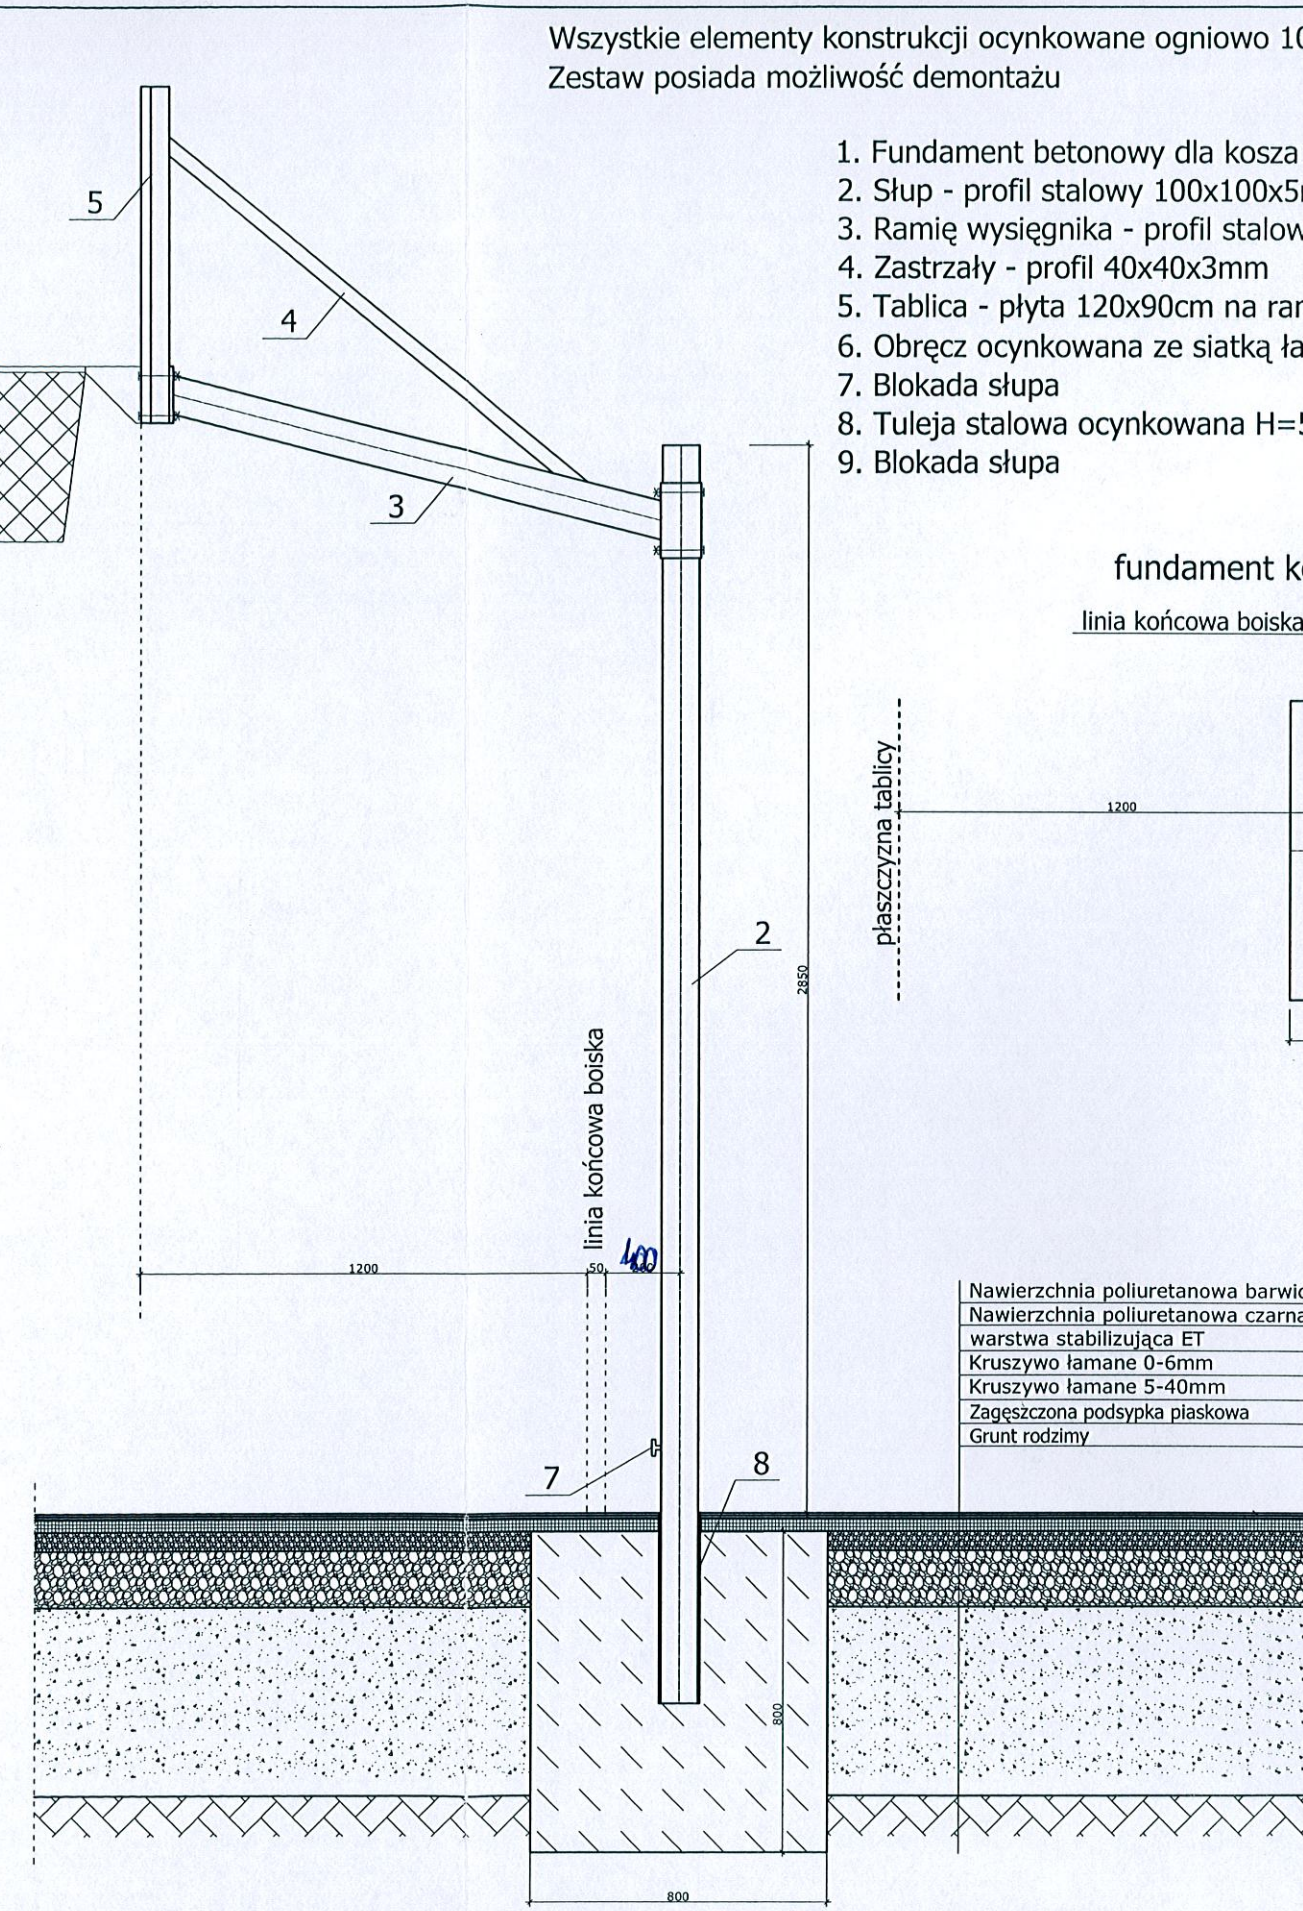 Wszystkie elementy konstrukcji ocynkowane ogniowo 10
Zestaw posiada możliwość demontażu
1. Fundament betonowy dla kosza
2. Słup - profil stalowy 100x100x5
3. Ramię wysięgnika - profil stalow
4. Zastrzały - profil 40x40x3mm
5. Tablica - płyta 120x90cm na ra
6. Obręcz ocynkowana ze siatką ła
7. Blokada słupa
8. Tuleja stalowa ocynkowana H=5
9. Blokada słupa
5
4
3
fundament k
linia końcowa boiska
płaszczyzna tablicy
1200
2
2850
linia końcowa boiska
1200
50
400
Nawierzchnia poliuretanowa barwio
Nawierzchnia poliuretanowa czarna
warstwa stabilizująca ET
Kruszywo łamane 0-6mm
Kruszywo łamane 5-40mm
Zagęszczona podsypka piaskowa
Grunt rodzimy
7
8
800
800